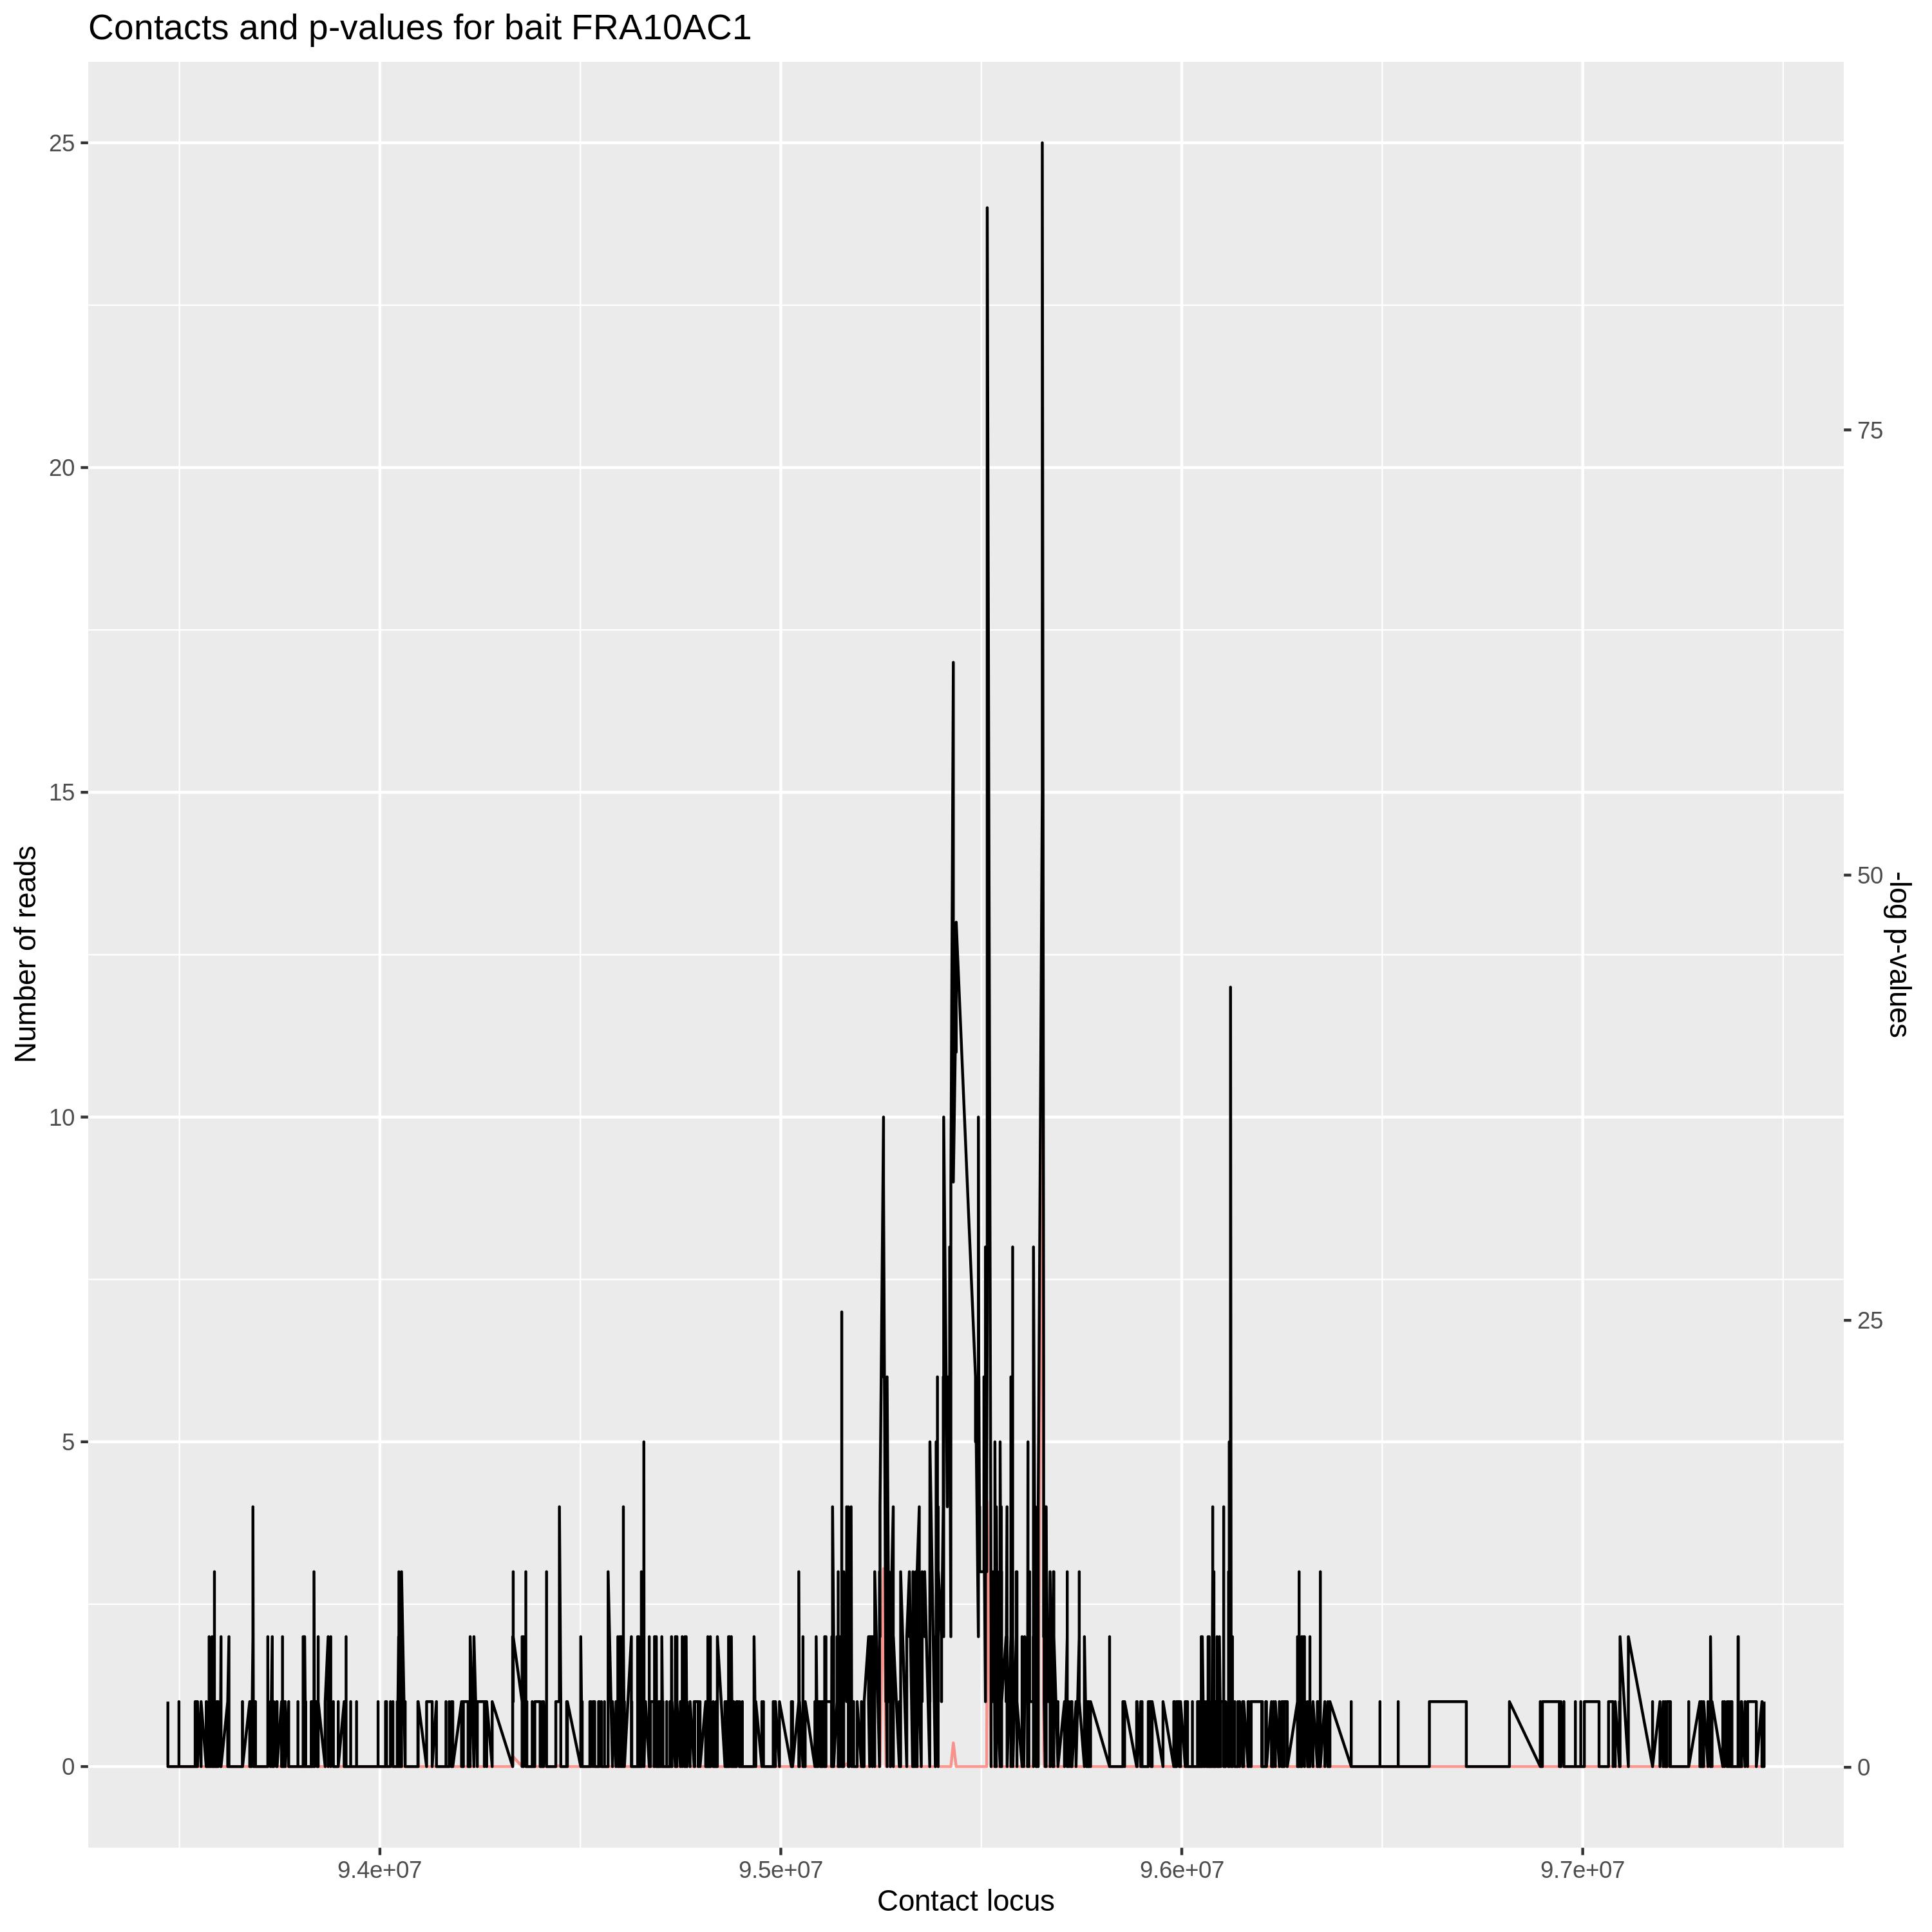 Contacts and p-values for bait FRA10AC1
25
20
15
10
5
0
Number of reads
75
50
25
0
-log p-values
9.4e+07
9.5e+07
9.6e+07
9.7e+07
Contact locus